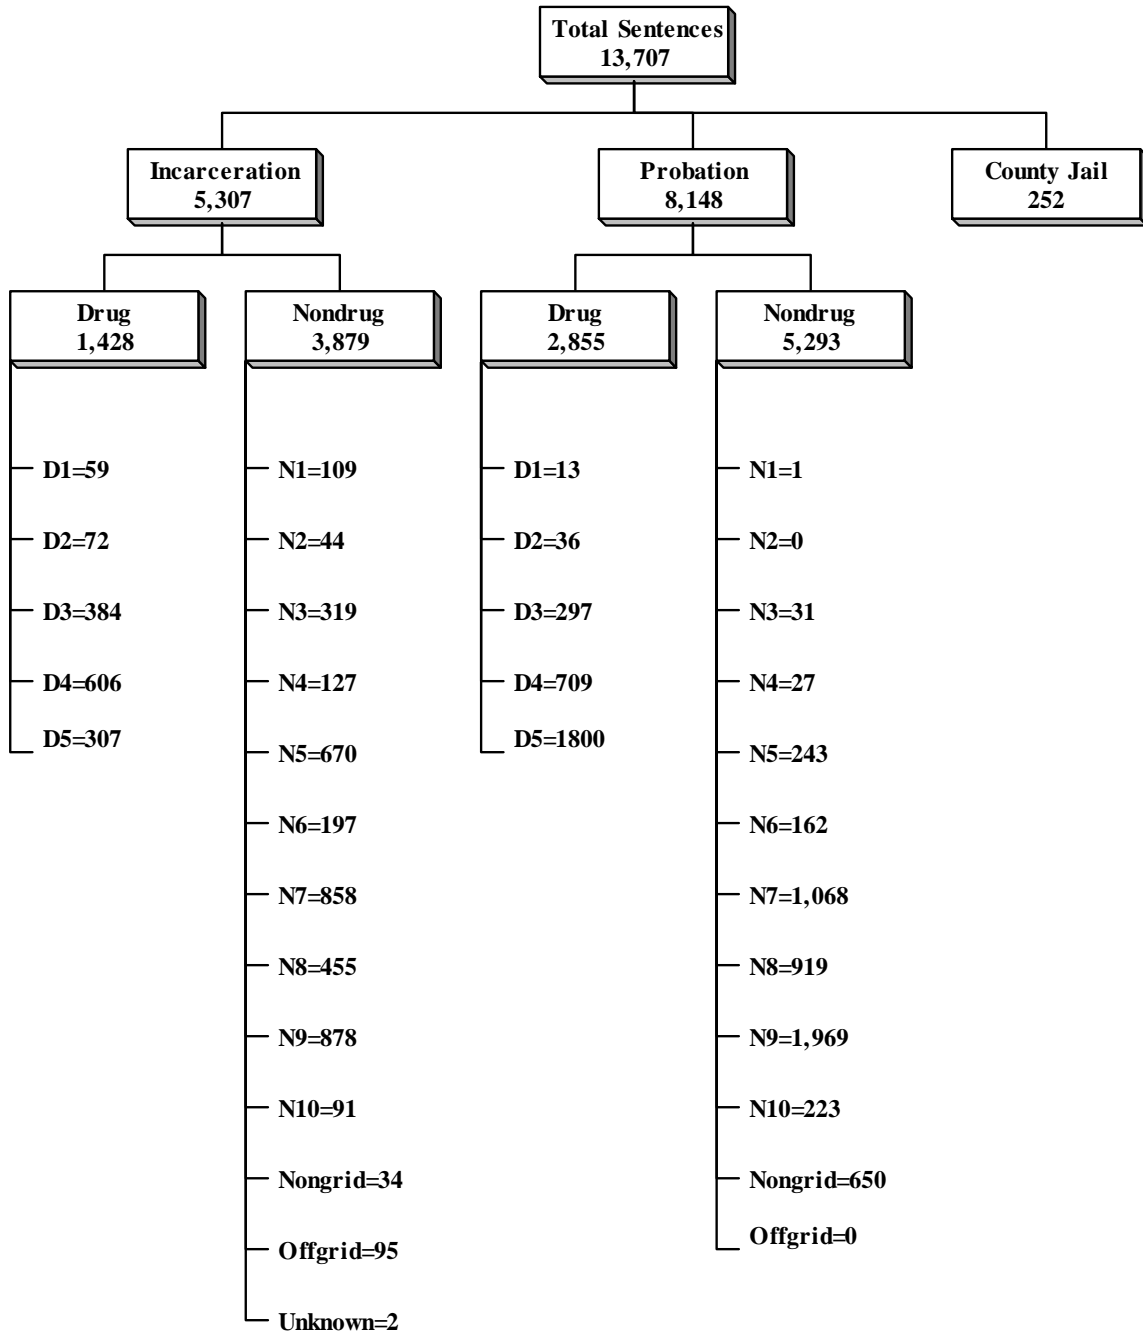 Total Sentences
13,707
Incarceration
5,307
Probation
8,148
County Jail
252
Drug
1,428
Nondrug
3,879
Drug
2,855
Nondrug
5,293
D1=59
D2=72
D3=384
D4=606
D5=307
N1=109
N2=44
N3=319
N4=127
N5=670
N6=197
N7=858
N8=455
N9=878
N10=91
Nongrid=34
Offgrid=95
Unknown=2
D1=13
D2=36
D3=297
D4=709
D5=1800
N1=1
N2=0
N3=31
N4=27
N5=243
N6=162
N7=1,068
N8=919
N9=1,969
N10=223
Nongrid=650
Offgrid=0